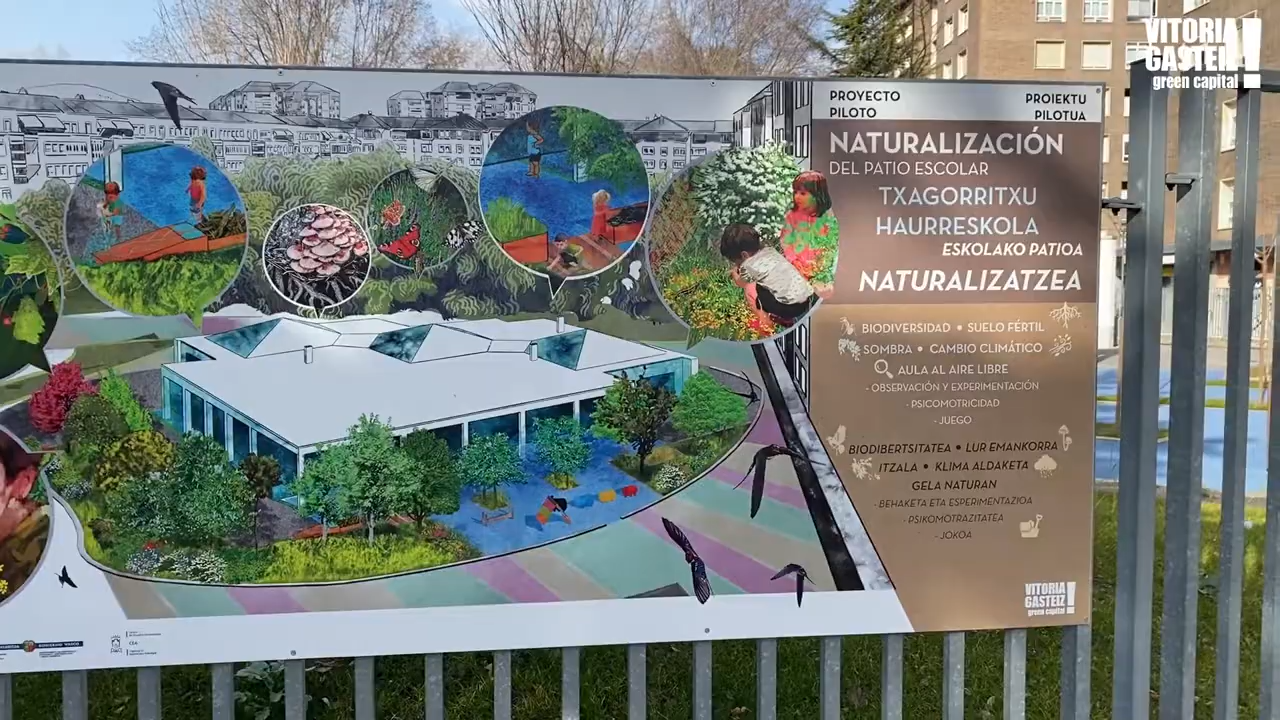 VITORIA
GASTEIZ
green capital
PROYECTO
PILOTO
PROIEKTU
PILOTUA
NATURALIZACIÓN
DEL PATIO ESCOLAR
TXAGORRITXU
HAURRESKOLA
ESKOLAKO PATIOA
NATURALIZATZEA
BIODIVERSIDAD • SUELO FÉRTIL
SOMBRA • CAMBIO CLIMÁTICO
AULA AL AIRE LIBRE
- OBSERVACIÓN Y EXPERIMENTACIÓN
- PSICOMOTRICIDAD
- JUEGO
BIODIBERTSITATEA • LUR EMANKORRA
ITZALA • KLIMA ALDAKETA
GELA NATURAN
- BEHAKETA ETA ESPERIMENTAZIOA
- PSIKOMOTRAZITATEA
- JOKOA
VITORIA
GASTEIZ
green capital